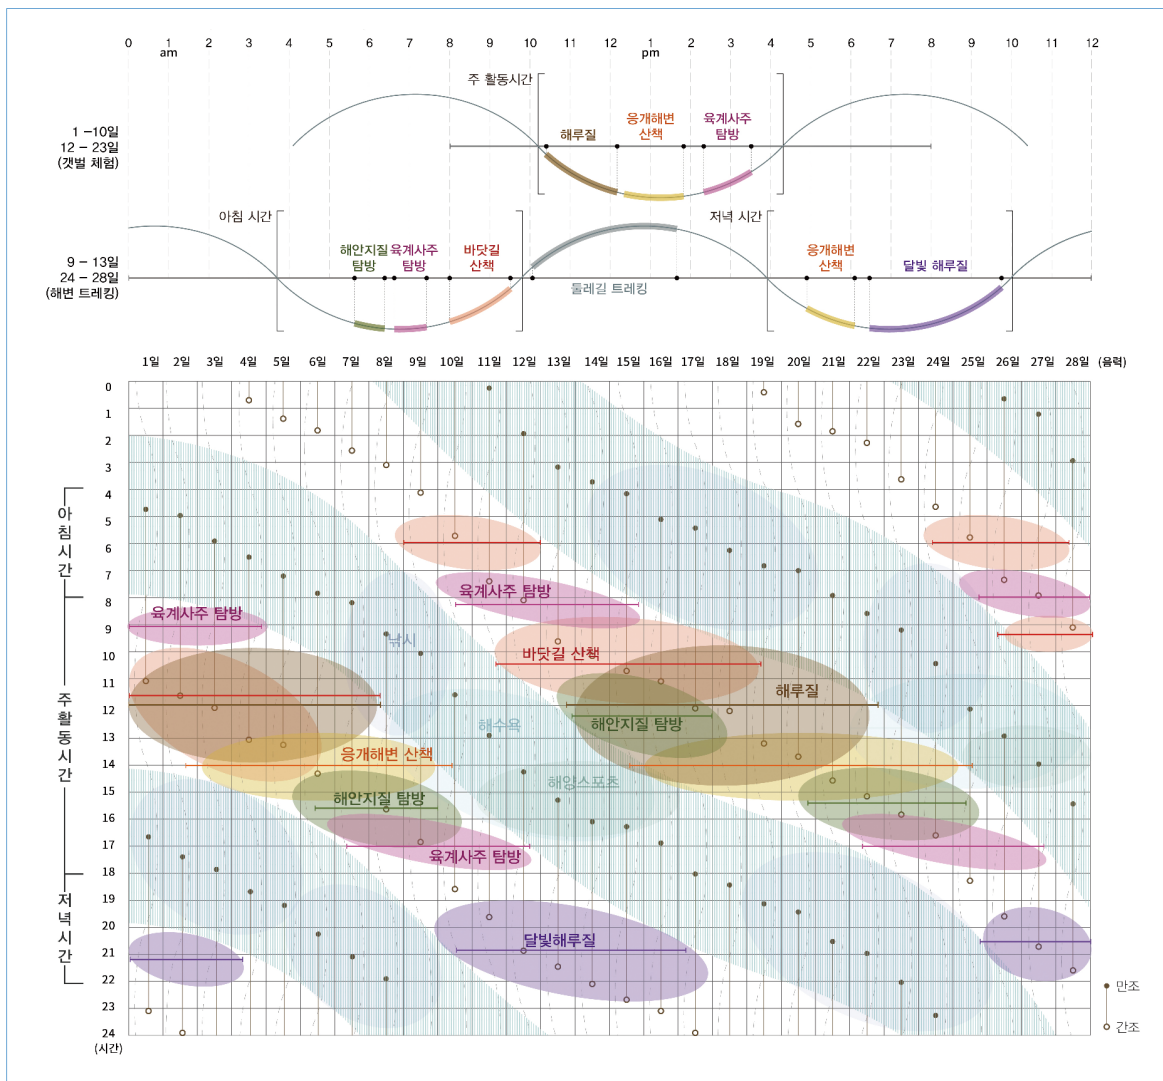 0 1 2 3 4 5 6 7 8 9 10 11 12 1 2 3 4 5 6 7 8 9 10 11 12
am pm
주 활동시간
1 –10일
12 – 23일
(갯벌 체험)
해루질
웅개해변
산책
육계사주
탐방
아침 시간
저녁 시간
9 – 13일
24 – 28일
(해변 트레킹)
해안지질
탐방
육계사주
탐방
바닷길
산책
둘레길 트레킹
웅개해변
산책
달빛 해루질
1일 2일 3일 4일 5일 6일 7일 8일 9일 10일 11일 12일 13일 14일 15일 16일 17일 18일 19일 20일 21일 22일 23일 24일 25일 26일 27일 28일 (음력)
0
1
2
3
4
5
6
7
8
9
10
11
12
13
14
15
16
17
18
19
20
21
22
23
24
(시간)
아침시간
주활동시간
저녁시간
육계사주 탐방
육계사주 탐방
낚시
바닷길 산책
해루질
해수욕
해안지질 탐방
웅개해변 산책
해양스포츠
해안지질 탐방
육계사주 탐방
달빛해루질
만조
간조